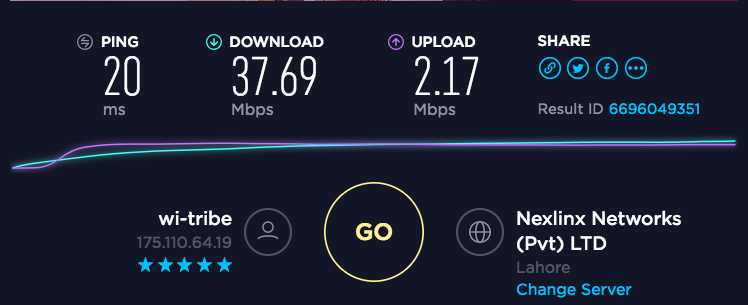 PING
20
ms
DOWNLOAD
37.69
Mbps
UPLOAD
2.17
Mbps
SHARE
Result ID 6696049351
wi-tribe
175.110.64.19
GO
Nexlinx Networks
(Pvt) LTD
Lahore
Change Server